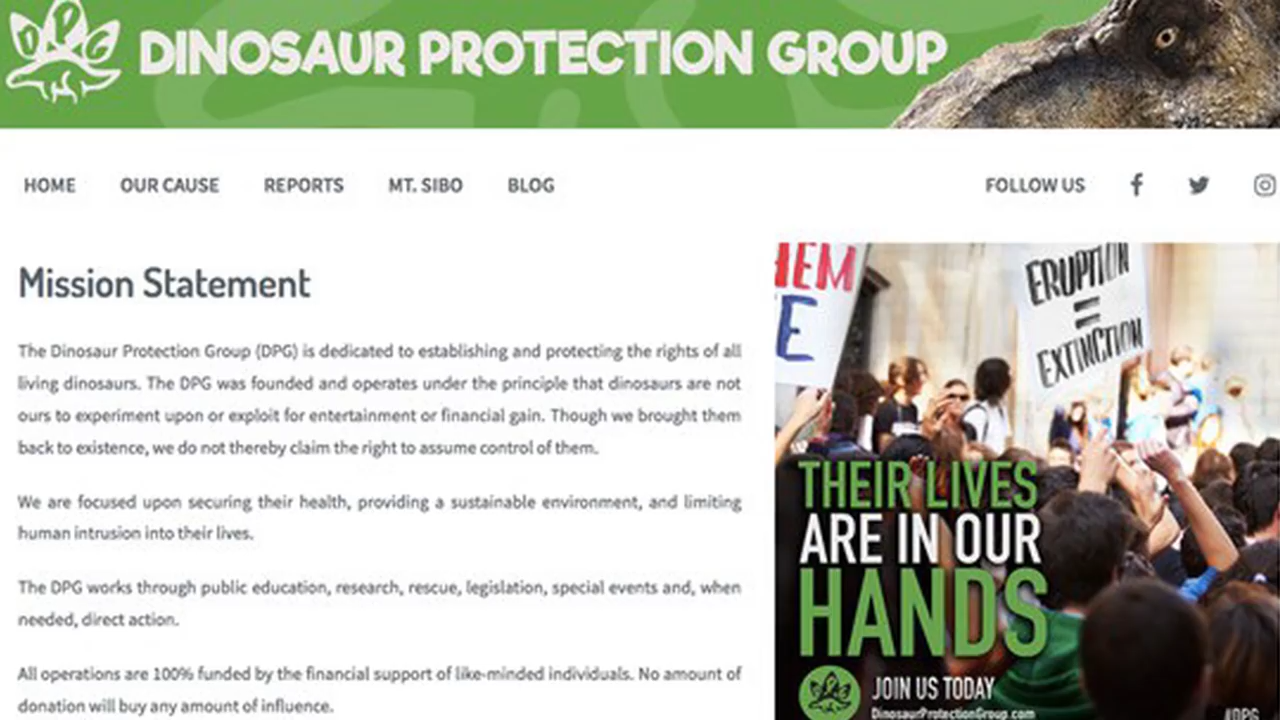 DPG
DINOSAUR PROTECTION GROUP
HOME OUR CAUSE REPORTS MT. SIBO BLOG FOLLOW US
Mission Statement
The Dinosaur Protection Group (DPG) is dedicated to establishing and protecting the rights of all
living dinosaurs. The DPG was founded and operates under the principle that dinosaurs are not
ours to experiment upon or exploit for entertainment or financial gain. Though we brought them
back to existence, we do not thereby claim the right to assume control of them.
We are focused upon securing their health, providing a sustainable environment, and limiting
human intrusion into their lives.
The DPG works through public education, research, rescue, legislation, special events and, when
needed, direct action.
All operations are 100% funded by the financial support of like-minded individuals. No amount of
donation will buy any amount of influence.
HEM
E
ERUPTION
=
EXTINCTION
THEIR LIVES
ARE IN OUR
HANDS
JOIN US TODAY
DinosaurProtectionGroup.com
#DPG